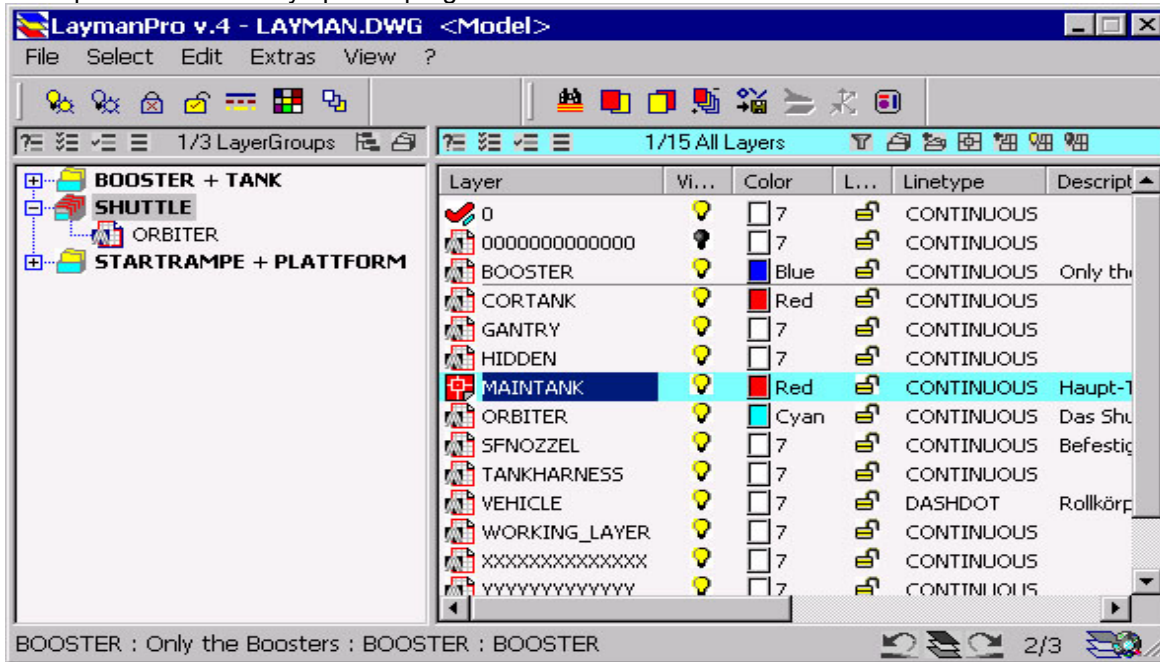 LaymanPro v.4 - LAYMAN.DWG <Model>
File Select Edit Extras View ?
1/3 LayerGroups
1/15 All Layers
BOOSTER + TANK
SHUTTLE
ORBITER
STARTRAMPE + PLATTFORM
Layer Vi... Color L... Linetype Descript
0 7 CONTINUOUS
0000000000000 7 CONTINUOUS
BOOSTER Blue CONTINUOUS Only the
CORTANK Red CONTINUOUS
GANTRY 7 CONTINUOUS
HIDDEN 7 CONTINUOUS
MAINTANK Red CONTINUOUS Haupt-T
ORBITER Cyan CONTINUOUS Das Shu
SFNOZZEL 7 CONTINUOUS Befestig
TANKHARNESS 7 CONTINUOUS
VEHICLE 7 DASHDOT Rollkörp
WORKING_LAYER 7 CONTINUOUS
XXXXXXXXXXXXX 7 CONTINUOUS
YYYYYYYYYYYYY 7 CONTINUOUS
BOOSTER : Only the Boosters : BOOSTER : BOOSTER
2/3